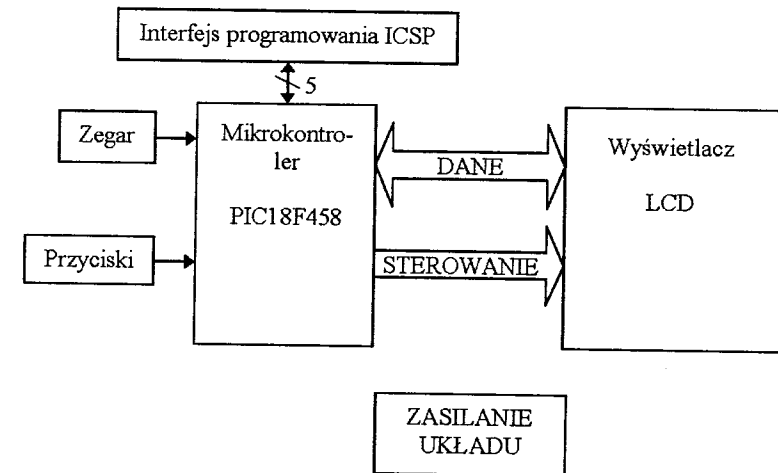 Interfejs programowania ICSP
5
Zegar
Mikrokontro-
ler
PIC18F458
Przyciski
DANE
STEROWANIE
Wyświetlacz
LCD
ZASILANIE
UKŁADU